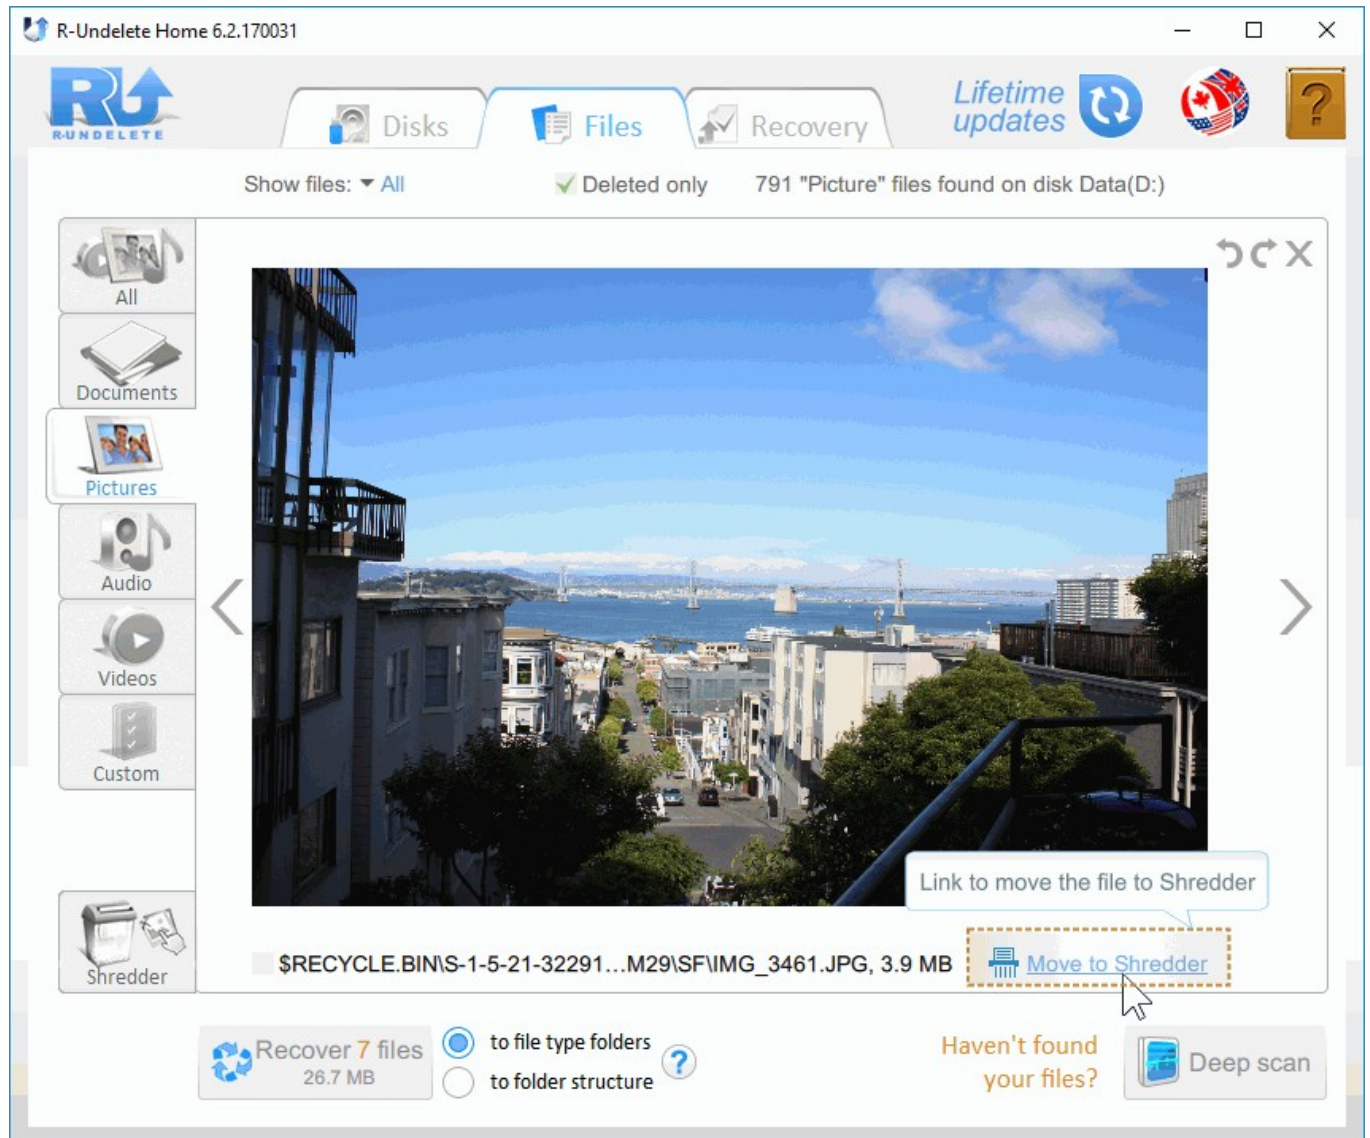 R-Undelete Home 6.2.170031
RU
R-UNDELETE
Disks
Files
Recovery
Lifetime
updates
?
Show files: All
Deleted only
791 "Picture" files found on disk Data(D:)
All
Documents
Pictures
Audio
Videos
Custom
Shredder
Link to move the file to Shredder
$RECYCLE.BIN\S-1-5-21-32291...M29\SF\IMG_3461.JPG, 3.9 MB
Move to Shredder
Recover 7 files
26.7 MB
to file type folders
to folder structure
?
Haven't found
your files?
Deep scan